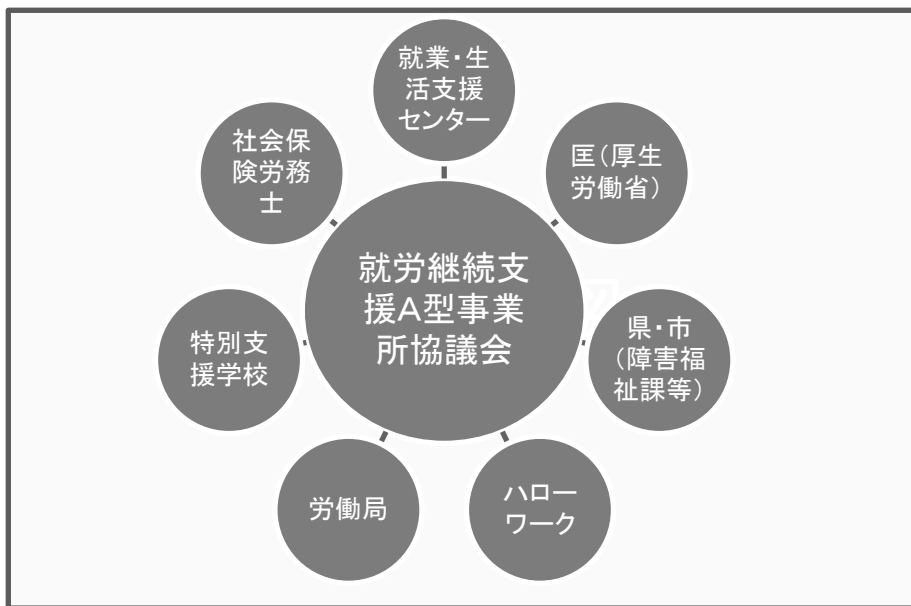 就業・生
活支援
センター
匡（厚生
労働省）
県・市
（障害福
祉課等）
ハロー
ワーク
労働局
特別支
援学校
社会保
険労務
士
就労継続支
援A型事業
所協議会